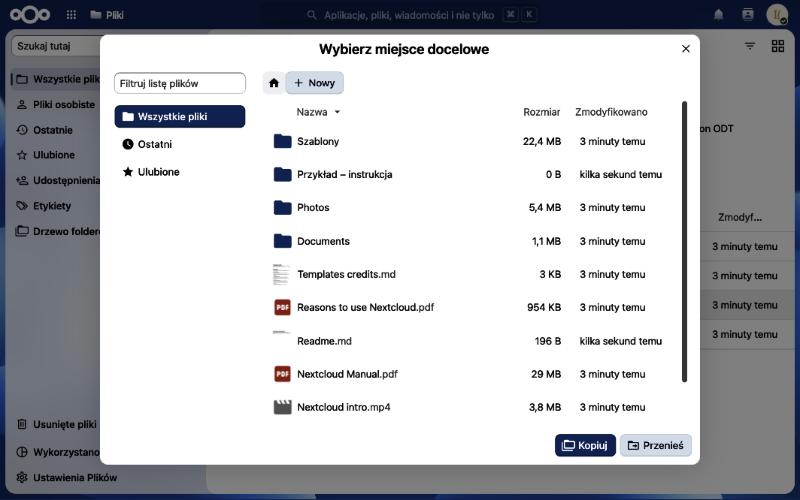 Pliki
Aplikacje, pliki, wiadomości i nie tylko
⌘ K
Szukaj tutaj
Wszystkie plik
Pliki osobiste
Ostatnie
Ulubione
Udostępnienia
Etykiety
Drzewo folderó
Usunięte pliki
Wykorzystano
Ustawienia Plików
on ODT
Zmodyf...
3 minuty temu
3 minuty temu
3 minuty temu
3 minuty temu
Wybierz miejsce docelowe
Filtruj listę plików
Wszystkie pliki
Ostatni
Ulubione
+ Nowy
Nazwa Rozmiar Zmodyfikowano
Szablony 22,4 MB 3 minuty temu
Przykład – instrukcja 0 B kilka sekund temu
Photos 5,4 MB 3 minuty temu
Documents 1,1 MB 3 minuty temu
Templates credits.md 3 KB 3 minuty temu
PDF Reasons to use Nextcloud.pdf 954 KB 3 minuty temu
Readme.md 196 B kilka sekund temu
PDF Nextcloud Manual.pdf 29 MB 3 minuty temu
Nextcloud intro.mp4 3,8 MB 3 minuty temu
Kopiuj
Przenieś